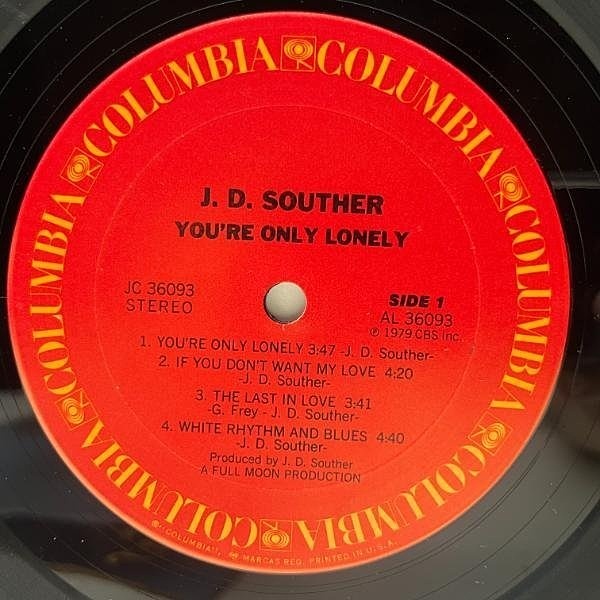 COLUMBIA COLUMBIA COLUMBIA COLUMBIA COLUMBIA COLUMBIA
J. D. SOUTHER
YOU'RE ONLY LONELY
JC 36093
STEREO
SIDE 1
AL 36093
℗ 1979 CBS Inc.
1. YOU'RE ONLY LONELY 3:47 -J. D. Souther-
2. IF YOU DON'T WANT MY LOVE 4:20
-J. D. Souther-
3. THE LAST IN LOVE 3:41
-G. Frey - J. D. Souther-
4. WHITE RHYTHM AND BLUES 4:40
-J. D. Souther-
Produced by J. D. Souther
A FULL MOON PRODUCTION
"COLUMBIA", MARCAS REG. PRINTED IN U.S.A.